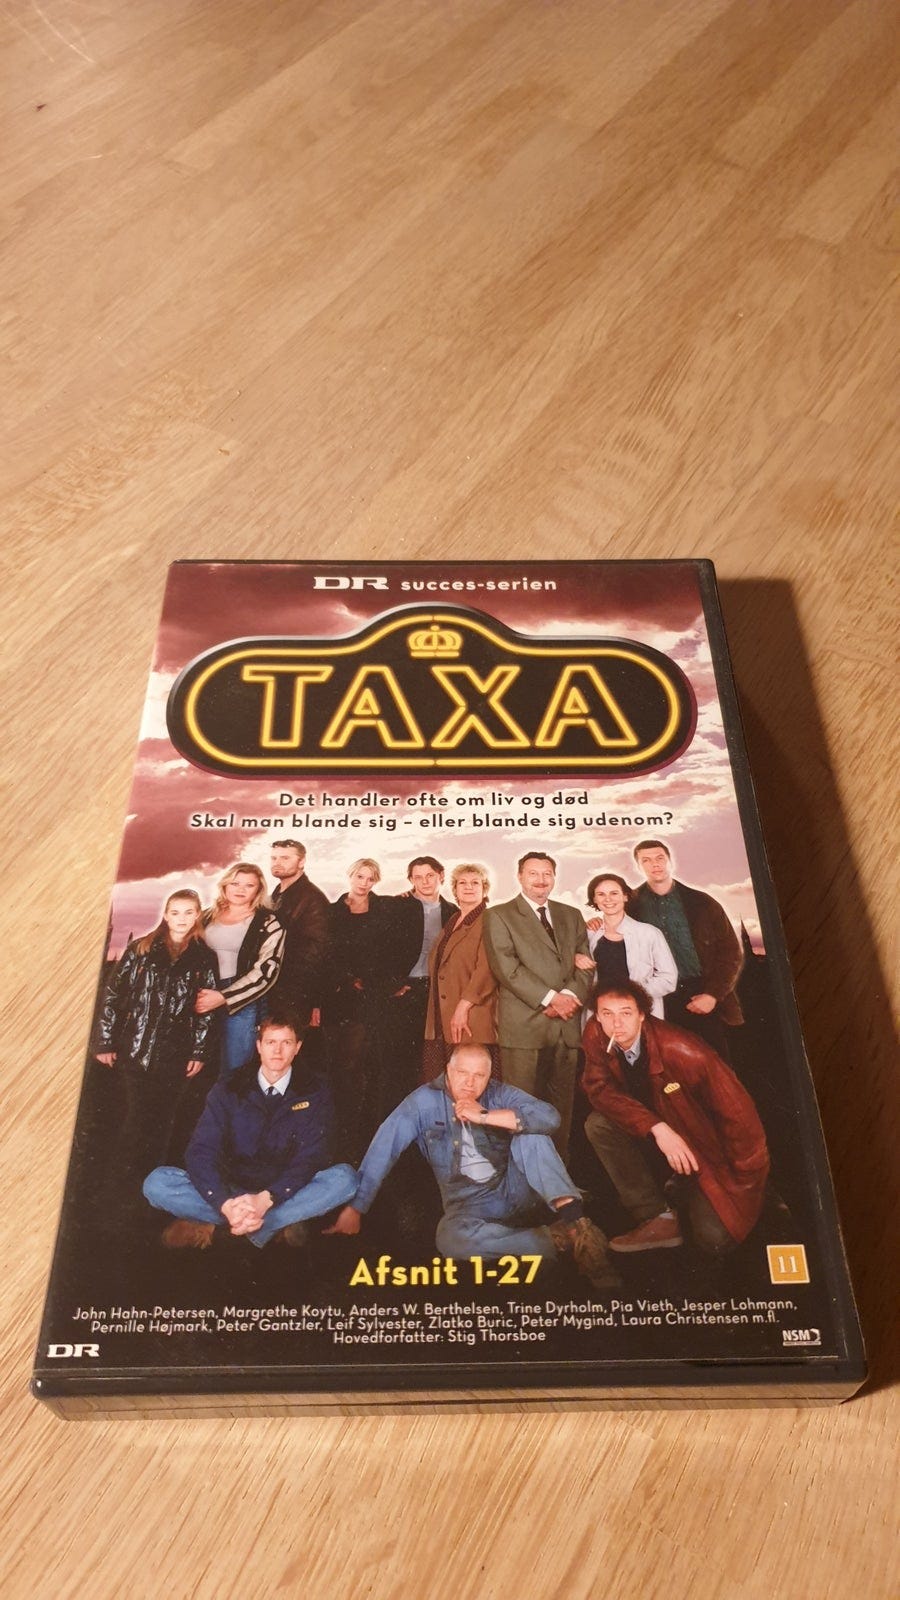 DR succes-serien
TAXA
Det handler ofte om liv og død
Skal man blande sig – eller blande sig udenom?
TAXA
Afsnit 1-27
11
John Hahn-Petersen, Margrethe Koytu, Anders W. Berthelsen, Trine Dyrholm, Pia Vieth, Jesper Lohmann,
Pernille Højmark, Peter Gantzler, Leif Sylvester, Zlatko Buric, Peter Mygind, Laura Christensen m.fl.
Hovedforfatter: Stig Thorsboe
DR
NSM